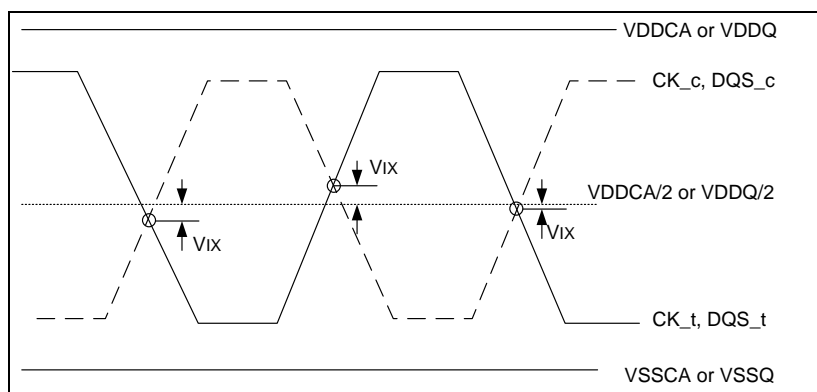 VDDCA or VDDQ
CK_c, DQS_c
VIX
VDDCA/2 or VDDQ/2
VIX
VIX
CK_t, DQS_t
VSSCA or VSSQ